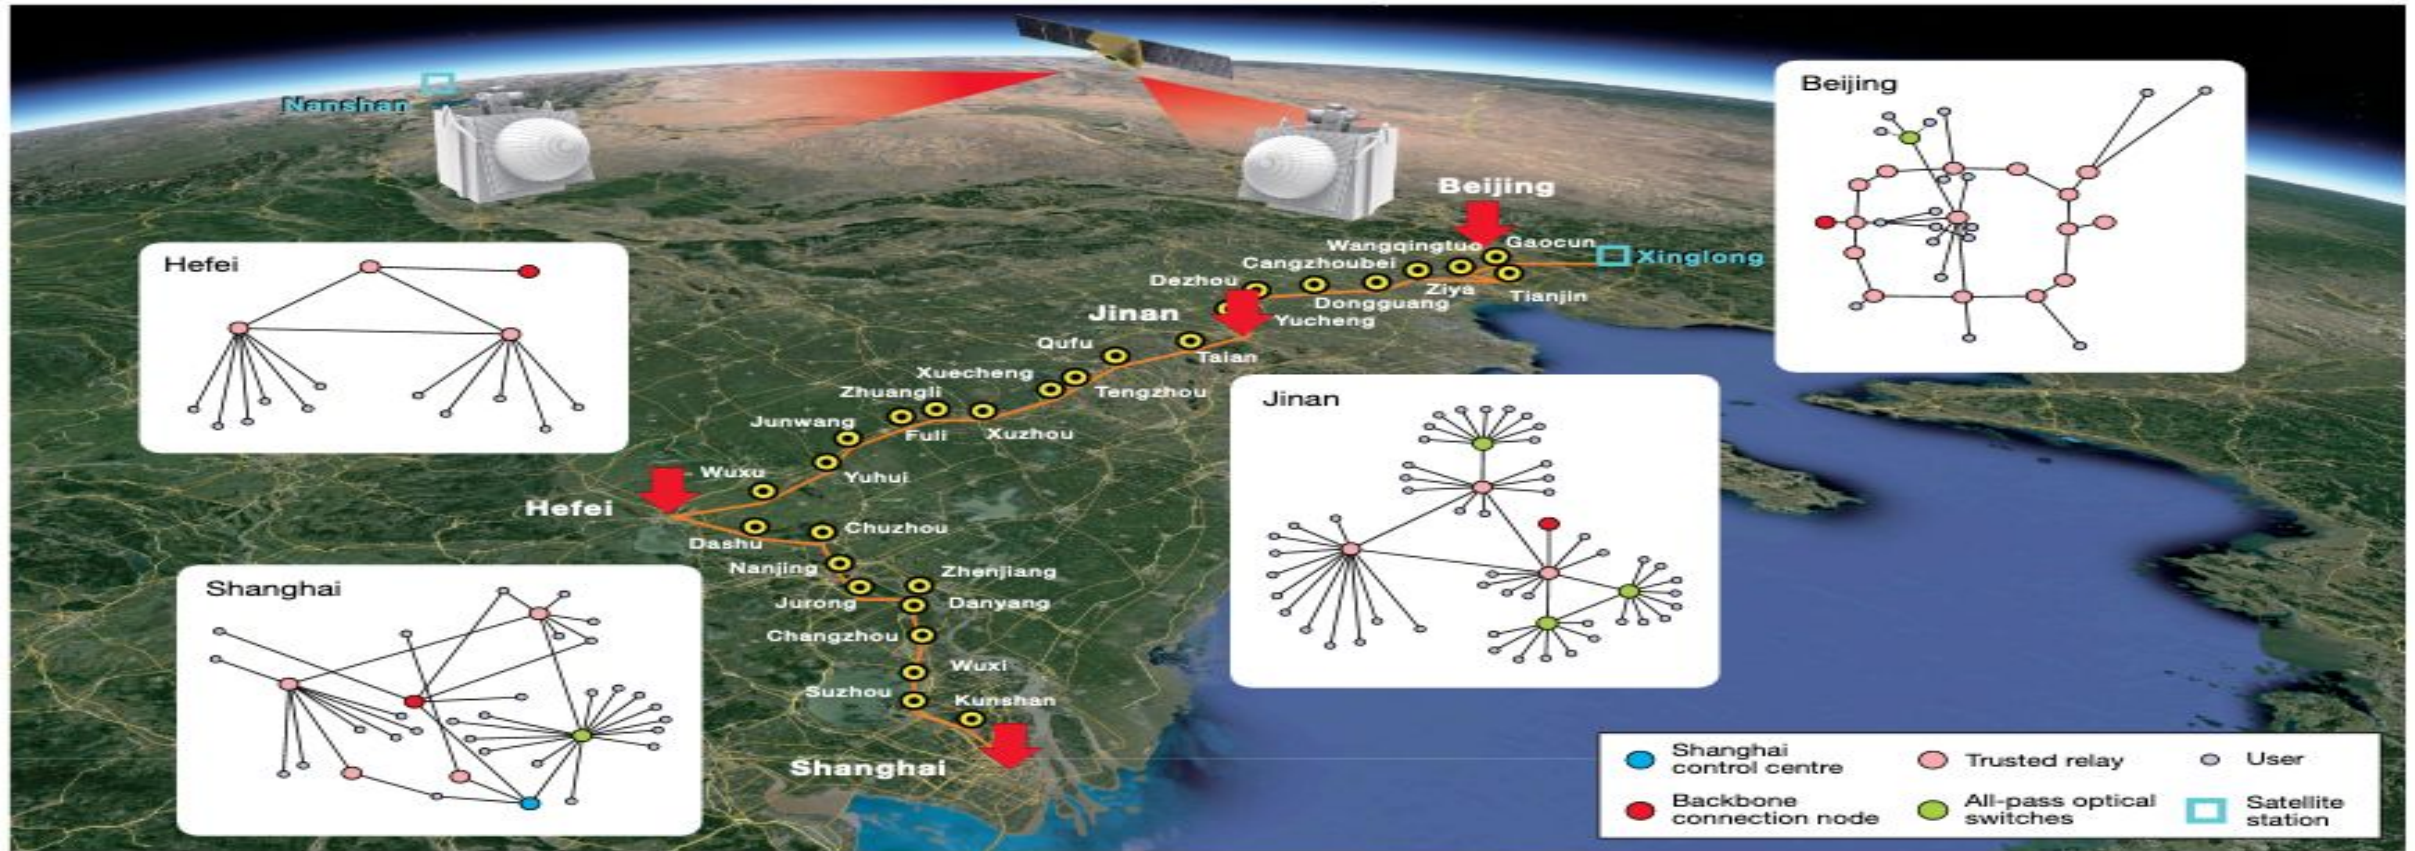 Nanshan
Beijing
Beijing
Wangqingtuo
Gaocun
Xinglong
Cangzhoubei
Dezhou
Ziya
Tianjin
Dongguang
Yucheng
Jinan
Hefei
Qufu
Taian
Xuecheng
Tengzhou
Zhuangli
Jinan
Junwang
Fuli
Xuzhou
Wuxu
Yuhui
Hefei
Chuzhou
Dashu
Nanjing
Zhenjiang
Shanghai
Jurong
Danyang
Changzhou
Wuxi
Suzhou
Kunshan
Shanghai
Shanghai
control centre
Trusted relay
User
Backbone
connection node
All-pass optical
switches
Satellite
station